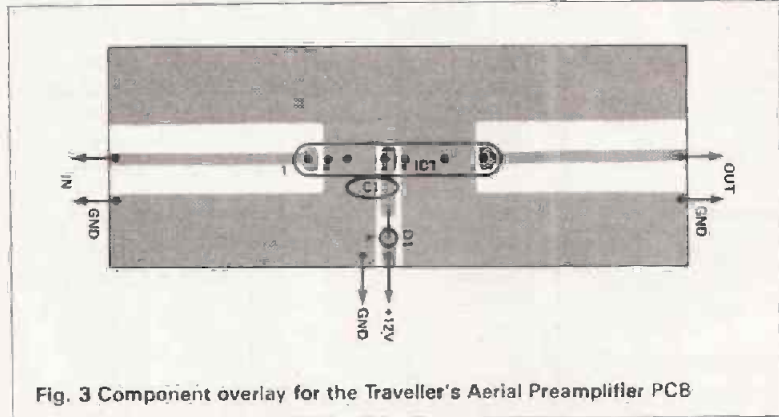 1
IC1
C1
IN
GND
OUT
GND
D1
GND
+12V
Fig. 3 Component overlay for the Traveller's Aerial Preamplifier PCB